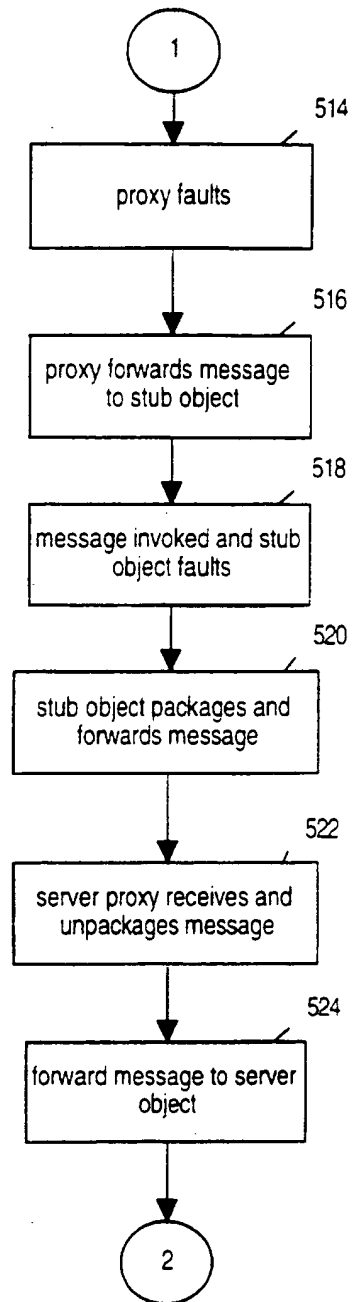 1
514
proxy faults
516
proxy forwards message
to stub object
518
message invoked and stub
object faults
520
stub object packages and
forwards message
522
server proxy receives and
unpackages message
524
forward message to server
object
2